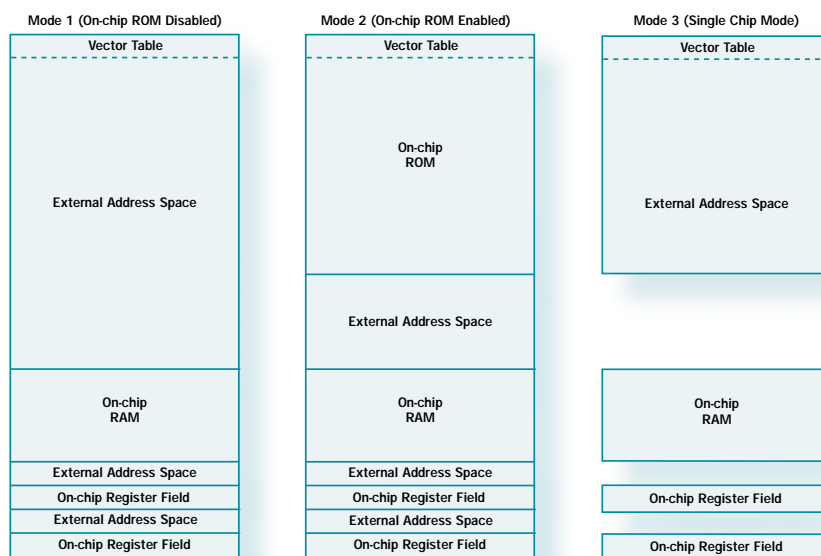 Mode 1 (On-chip ROM Disabled)
Vector Table
External Address Space
On-chip
RAM
External Address Space
On-chip Register Field
External Address Space
On-chip Register Field
Mode 2 (On-chip ROM Enabled)
Vector Table
On-chip
ROM
External Address Space
On-chip
RAM
External Address Space
On-chip Register Field
External Address Space
On-chip Register Field
Mode 3 (Single Chip Mode)
Vector Table
External Address Space
On-chip
RAM
On-chip Register Field
On-chip Register Field